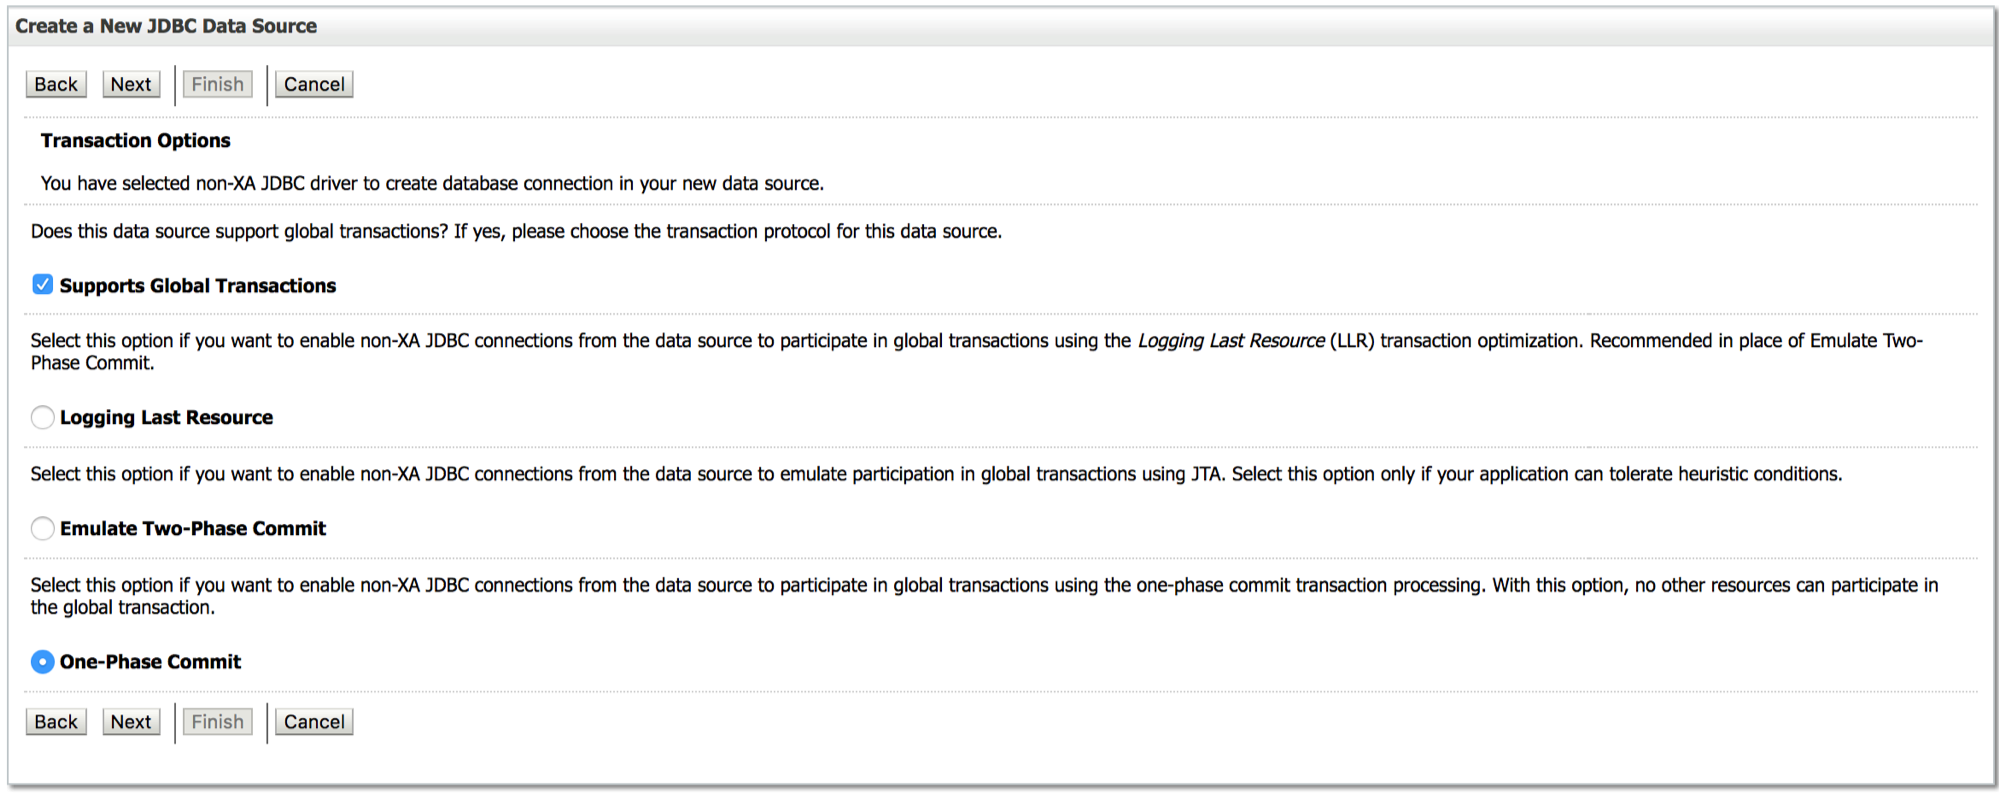 Create a New JDBC Data Source
Back Next Finish Cancel
Transaction Options
You have selected non-XA JDBC driver to create database connection in your new data source.
Does this data source support global transactions? If yes, please choose the transaction protocol for this data source.
Supports Global Transactions
Select this option if you want to enable non-XA JDBC connections from the data source to participate in global transactions using the Logging Last Resource (LLR) transaction optimization. Recommended in place of Emulate Two-
Phase Commit.
Logging Last Resource
Select this option if you want to enable non-XA JDBC connections from the data source to emulate participation in global transactions using JTA. Select this option only if your application can tolerate heuristic conditions.
Emulate Two-Phase Commit
Select this option if you want to enable non-XA JDBC connections from the data source to participate in global transactions using the one-phase commit transaction processing. With this option, no other resources can participate in
the global transaction.
One-Phase Commit
Back Next Finish Cancel